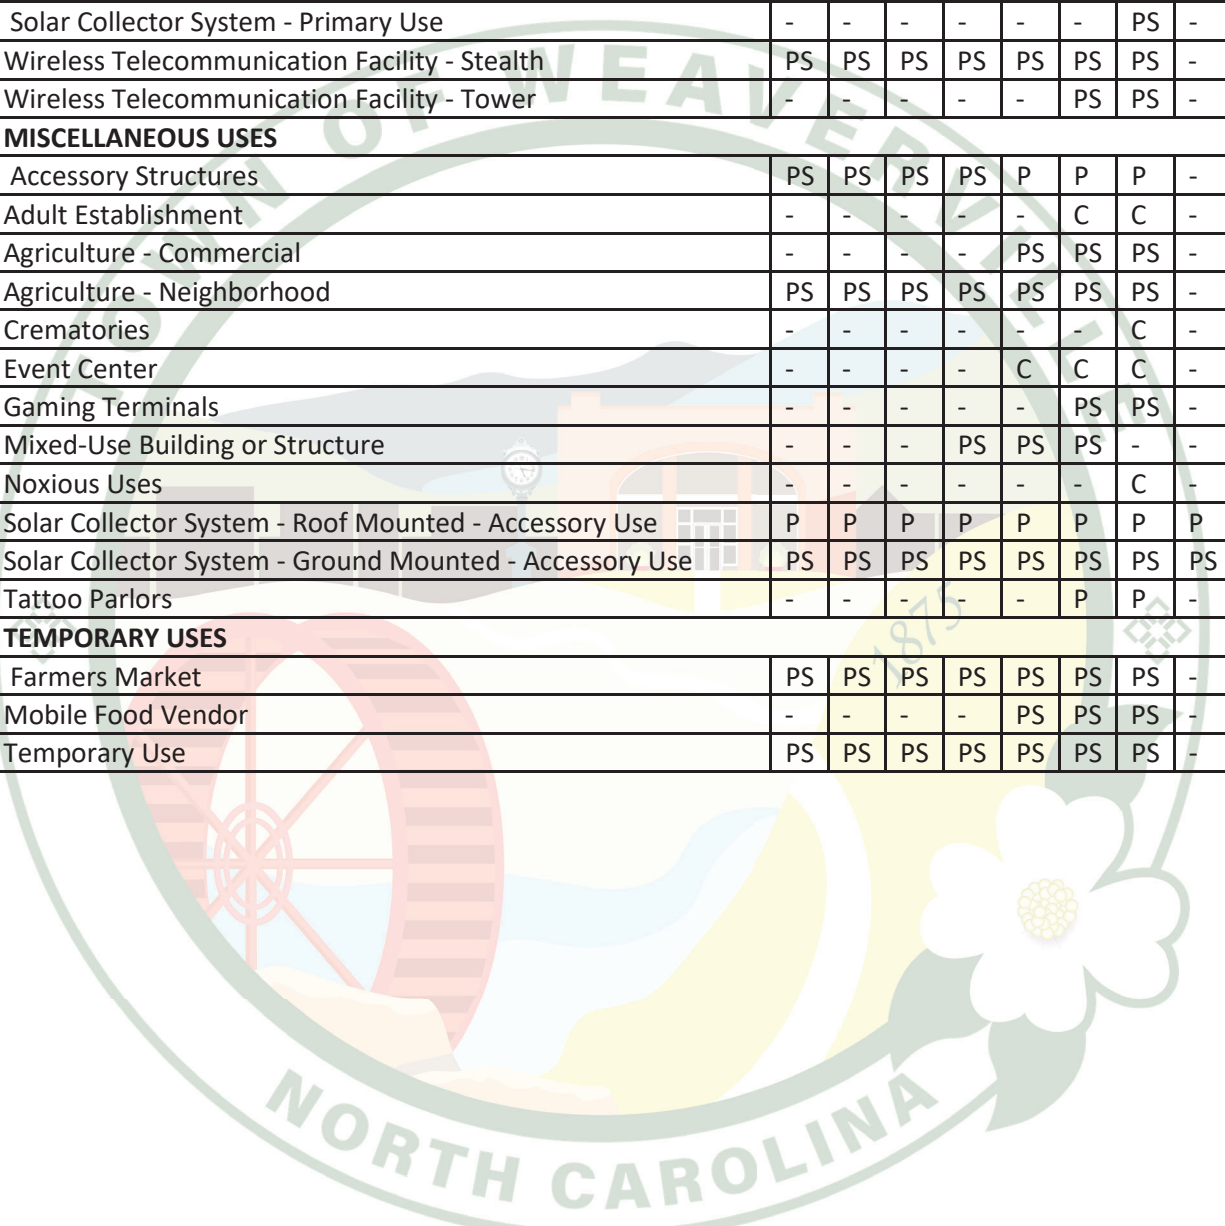 Solar Collector System - Primary Use - - - - - - PS -
Wireless Telecommunication Facility - Stealth PS PS PS PS PS PS PS -
Wireless Telecommunication Facility - Tower - - - - - PS PS -
MISCELLANEOUS USES
Accessory Structures PS PS PS PS P P P -
Adult Establishment - - - - - C C -
Agriculture - Commercial - - - - PS PS PS -
Agriculture - Neighborhood PS PS PS PS PS PS PS -
Crematories - - - - - - C -
Event Center - - - - C C C -
Gaming Terminals - - - - - PS PS -
Mixed-Use Building or Structure - - - PS PS PS - -
Noxious Uses - - - - - - C -
Solar Collector System - Roof Mounted - Accessory Use P P P P P P P P
Solar Collector System - Ground Mounted - Accessory Use PS PS PS PS PS PS PS PS
Tattoo Parlors - - - - - P P -
TEMPORARY USES
Farmers Market PS PS PS PS PS PS PS -
Mobile Food Vendor - - - - PS PS PS -
Temporary Use PS PS PS PS PS PS PS -
TOWN OF WEAVERVILLE
1875
NORTH CAROLINA